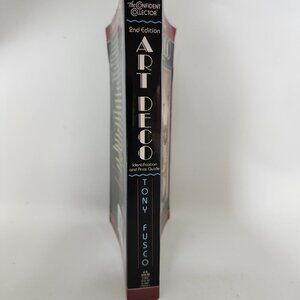 The CONFIDENT
COLLECTOR
2nd Edition
ART DECO
Identification
and Price Guide
TONY FUSCO